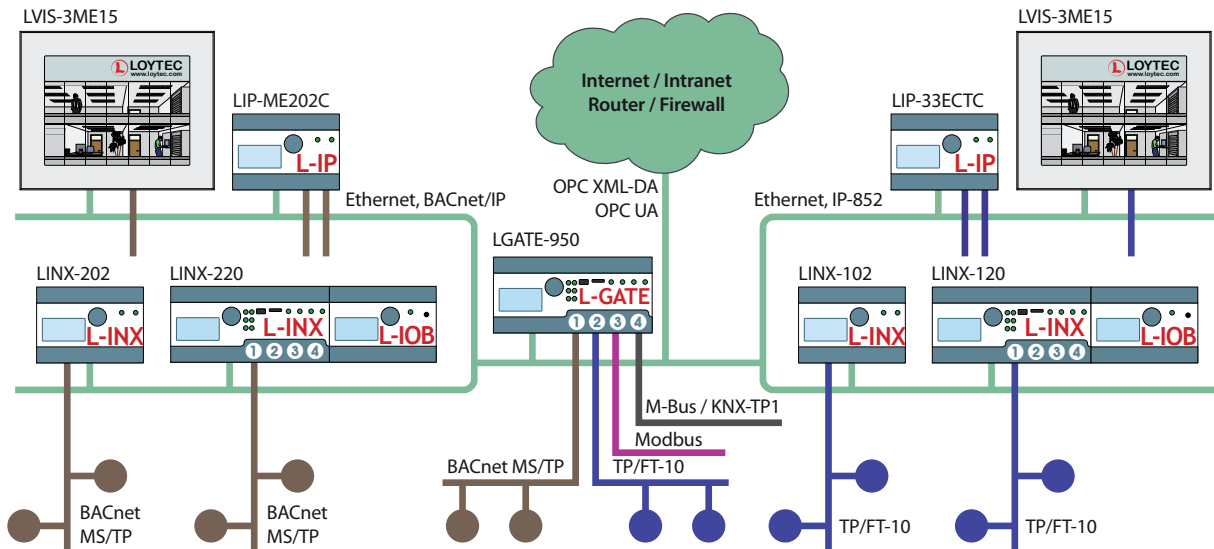 LVIS-3ME15
LOYTEC
www.loytec.com
LIP-ME202C
L-IP
Ethernet, BACnet/IP
Internet / Intranet
Router / Firewall
OPC XML-DA
OPC UA
LIP-33ECTC
L-IP
Ethernet, IP-852
LVIS-3ME15
LOYTEC
www.loytec.com
LINX-202
L-INX
LINX-220
L-INX
1 2 3 4
L-IOB
LGATE-950
L-GATE
1 2 3 4
LINX-102
L-INX
LINX-120
L-INX
1 2 3 4
L-IOB
M-Bus / KNX-TP1
Modbus
BACnet MS/TP
TP/FT-10
BACnet
MS/TP
BACnet
MS/TP
TP/FT-10
TP/FT-10